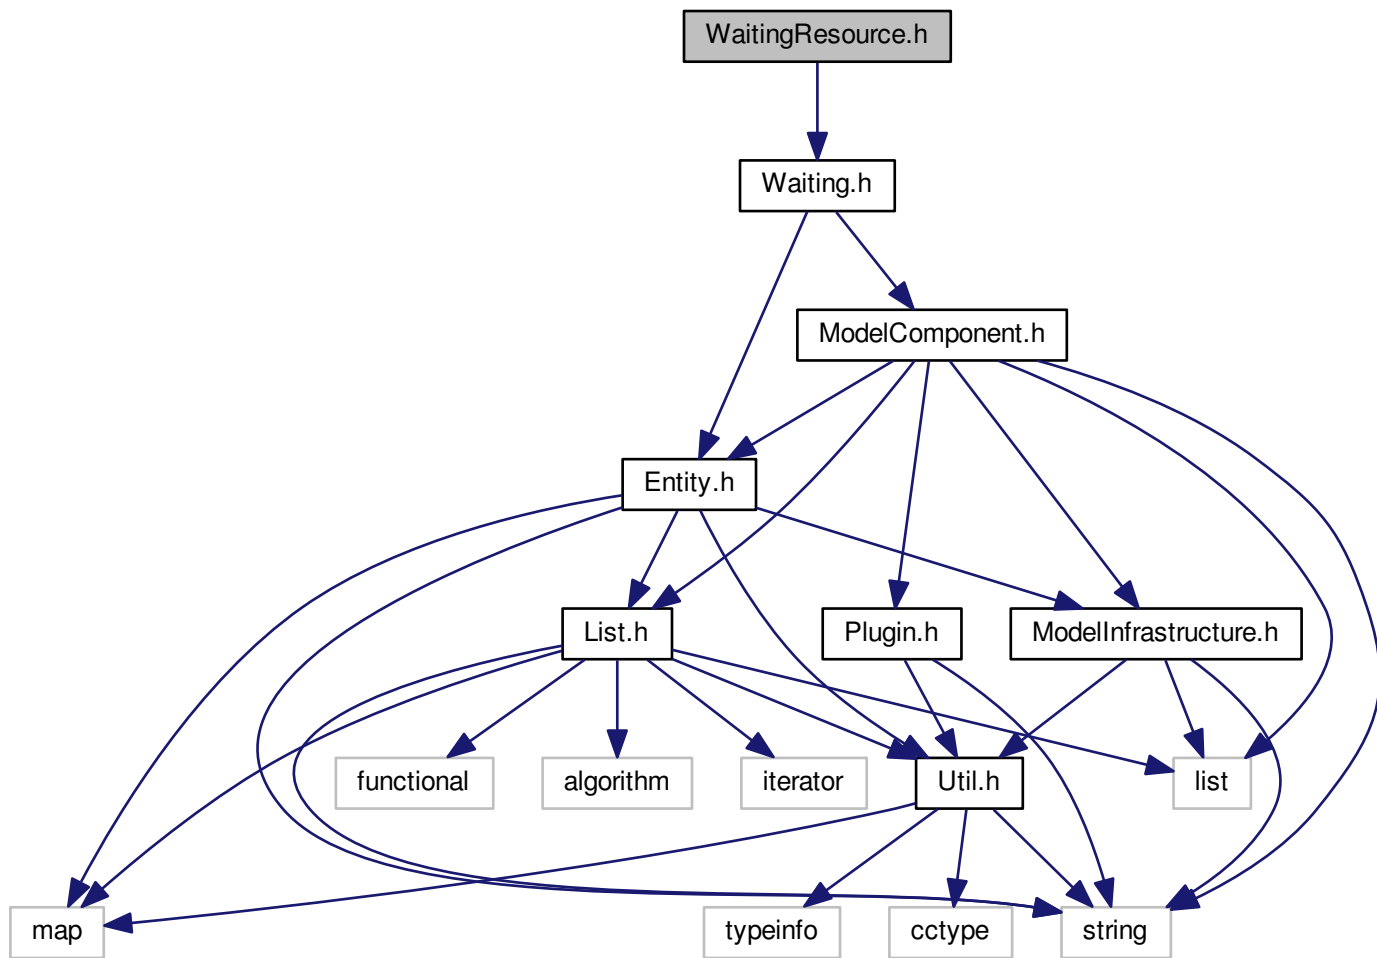 WaitingResource.h
Waiting.h
ModelComponent.h
Entity.h
List.h
Plugin.h
ModelInfrastructure.h
functional
algorithm
iterator
Util.h
list
map
typeinfo
cctype
string